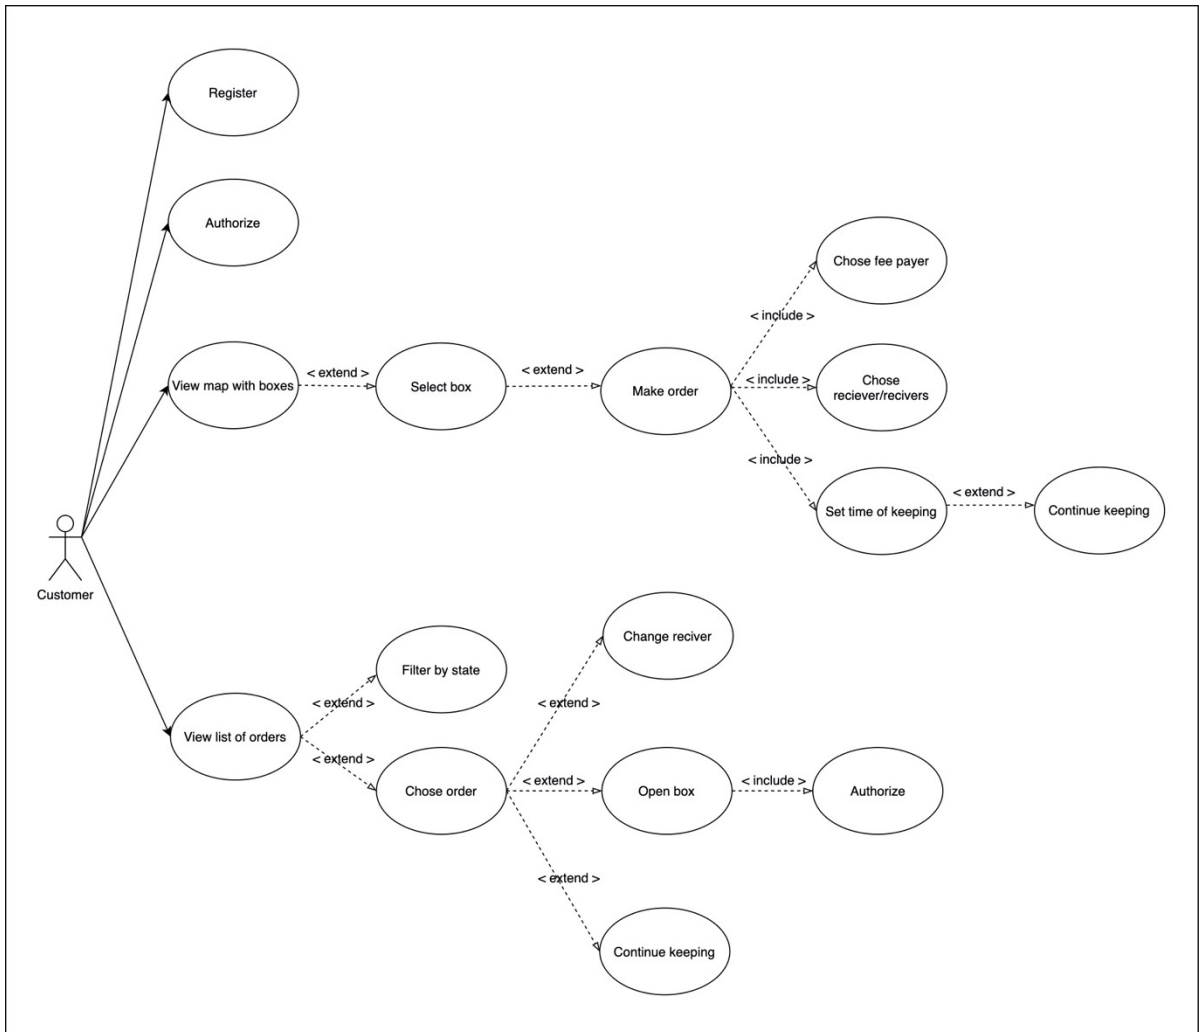 Register
Authorize
Chose fee payer
< include >
View map with boxes
< extend >
Select box
< extend >
Make order
< include >
Chose
reciever/recivers
< include >
Set time of keeping
< extend >
Continue keeping
Customer
Change reciver
Filter by state
< extend >
< extend >
View list of orders
< extend >
Chose order
< extend >
Open box
< include >
Authorize
< extend >
Continue keeping